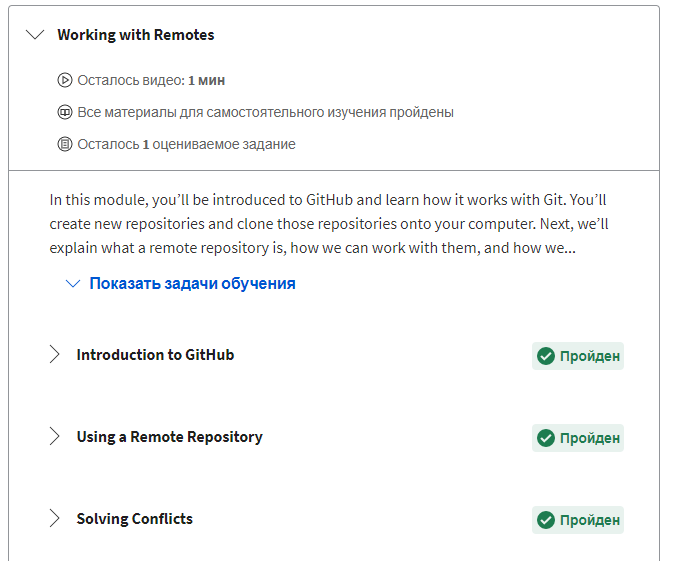 Working with Remotes
Осталось видео: 1 мин
Все материалы для самостоятельного изучения пройдены
Осталось 1 оцениваемое задание
In this module, you’ll be introduced to GitHub and learn how it works with Git. You’ll
create new repositories and clone those repositories onto your computer. Next, we’ll
explain what a remote repository is, how we can work with them, and how we...
Показать задачи обучения
Introduction to GitHub Пройден
Using a Remote Repository Пройден
Solving Conflicts Пройден